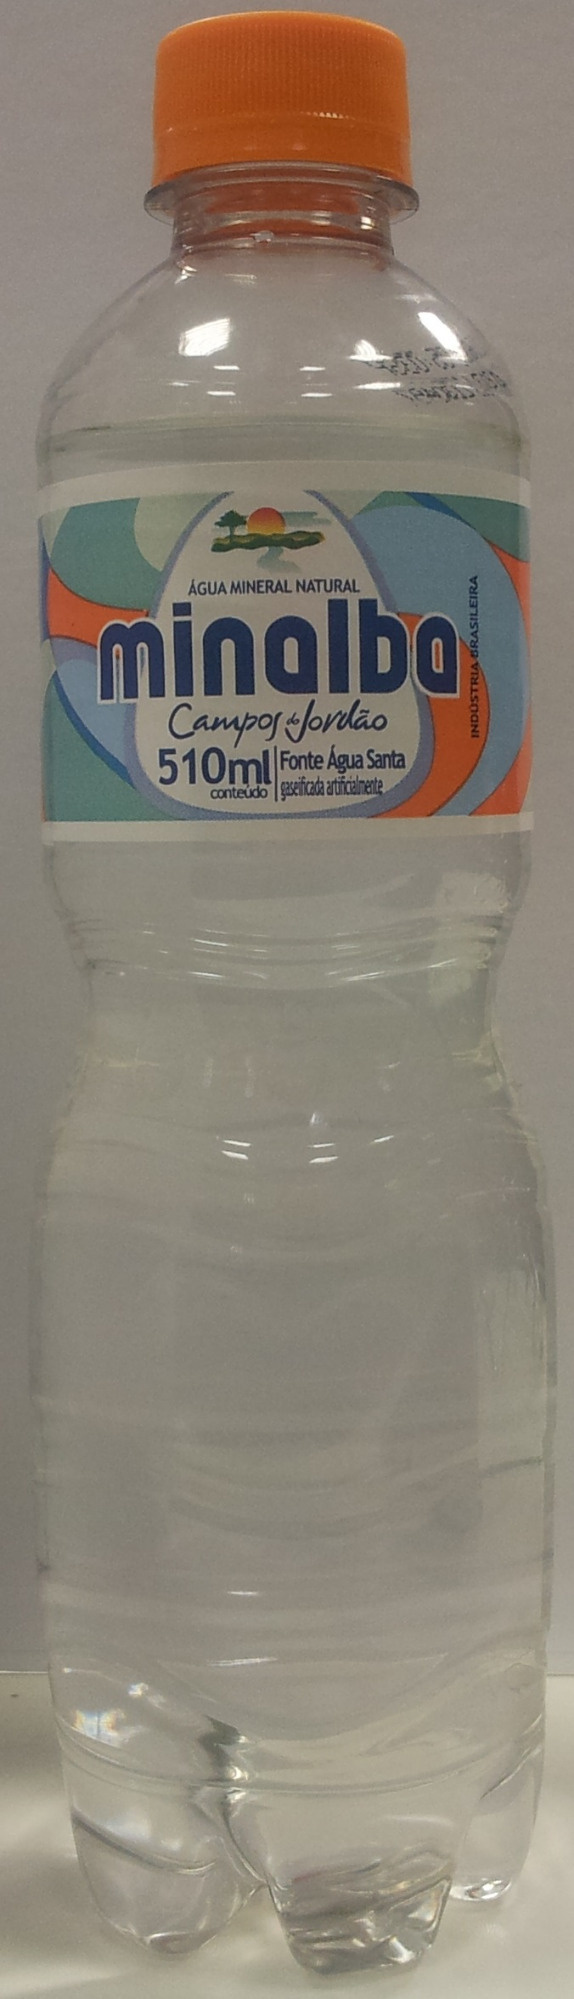 ÁGUA MINERAL NATURAL
minalba
Campos do Jordão
510ml
conteúdo
Fonte Água Santa
gaseificada artificialmente
INDÚSTRIA BRASILEIRA